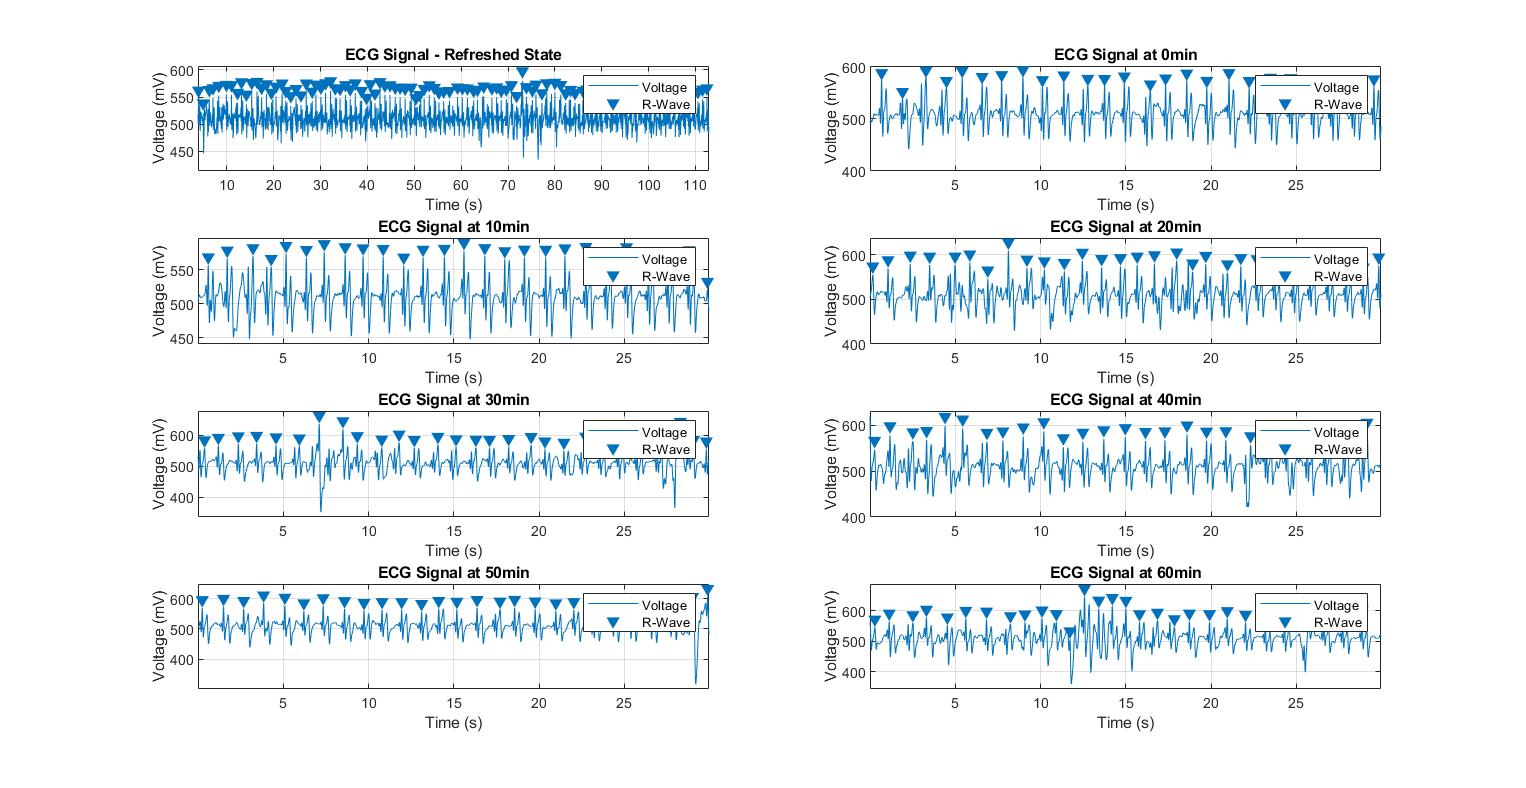 ECG Signal - Refreshed State
600
550
500
450
Voltage (mV)
Voltage
R-Wave
10 20 30 40 50 60 70 80 90 100 110
Time (s)
ECG Signal at 0min
600
500
400
Voltage (mV)
Voltage
R-Wave
5 10 15 20 25
Time (s)
ECG Signal at 10min
550
500
450
Voltage (mV)
Voltage
R-Wave
5 10 15 20 25
Time (s)
ECG Signal at 20min
600
500
400
Voltage (mV)
Voltage
R-Wave
5 10 15 20 25
Time (s)
ECG Signal at 30min
600
500
400
Voltage (mV)
Voltage
R-Wave
5 10 15 20 25
Time (s)
ECG Signal at 40min
600
500
400
Voltage (mV)
Voltage
R-Wave
5 10 15 20 25
Time (s)
ECG Signal at 50min
600
500
400
Voltage (mV)
Voltage
R-Wave
5 10 15 20 25
Time (s)
ECG Signal at 60min
600
500
400
Voltage (mV)
Voltage
R-Wave
5 10 15 20 25
Time (s)